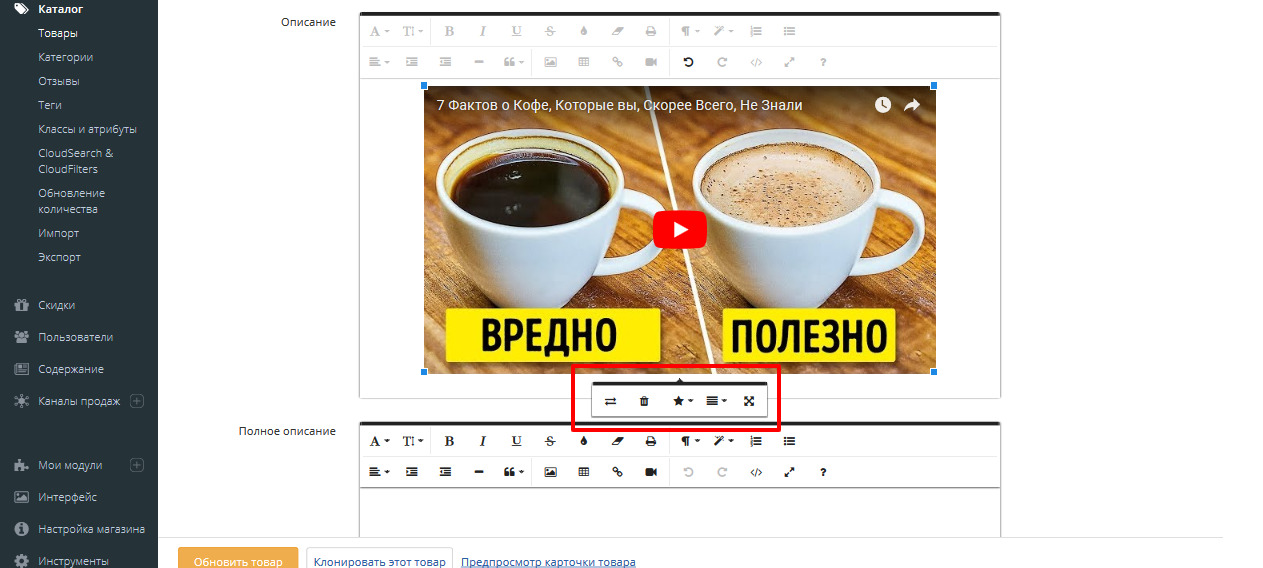 Каталог
Товары
Категории
Отзывы
Теги
Классы и атрибуты
CloudSearch &
CloudFilters
Обновление
количества
Импорт
Экспорт
Скидки
Пользователи
Содержание
Каналы продаж
Мои модули
Интерфейс
Настройка магазина
Инструменты
Описание
7 Фактов о Кофе, Которые вы, Скорее Всего, Не Знали
ВРЕДНО
ПОЛЕЗНО
Полное описание
Обновить товар
Клонировать этот товар
Предпросмотр карточки товара